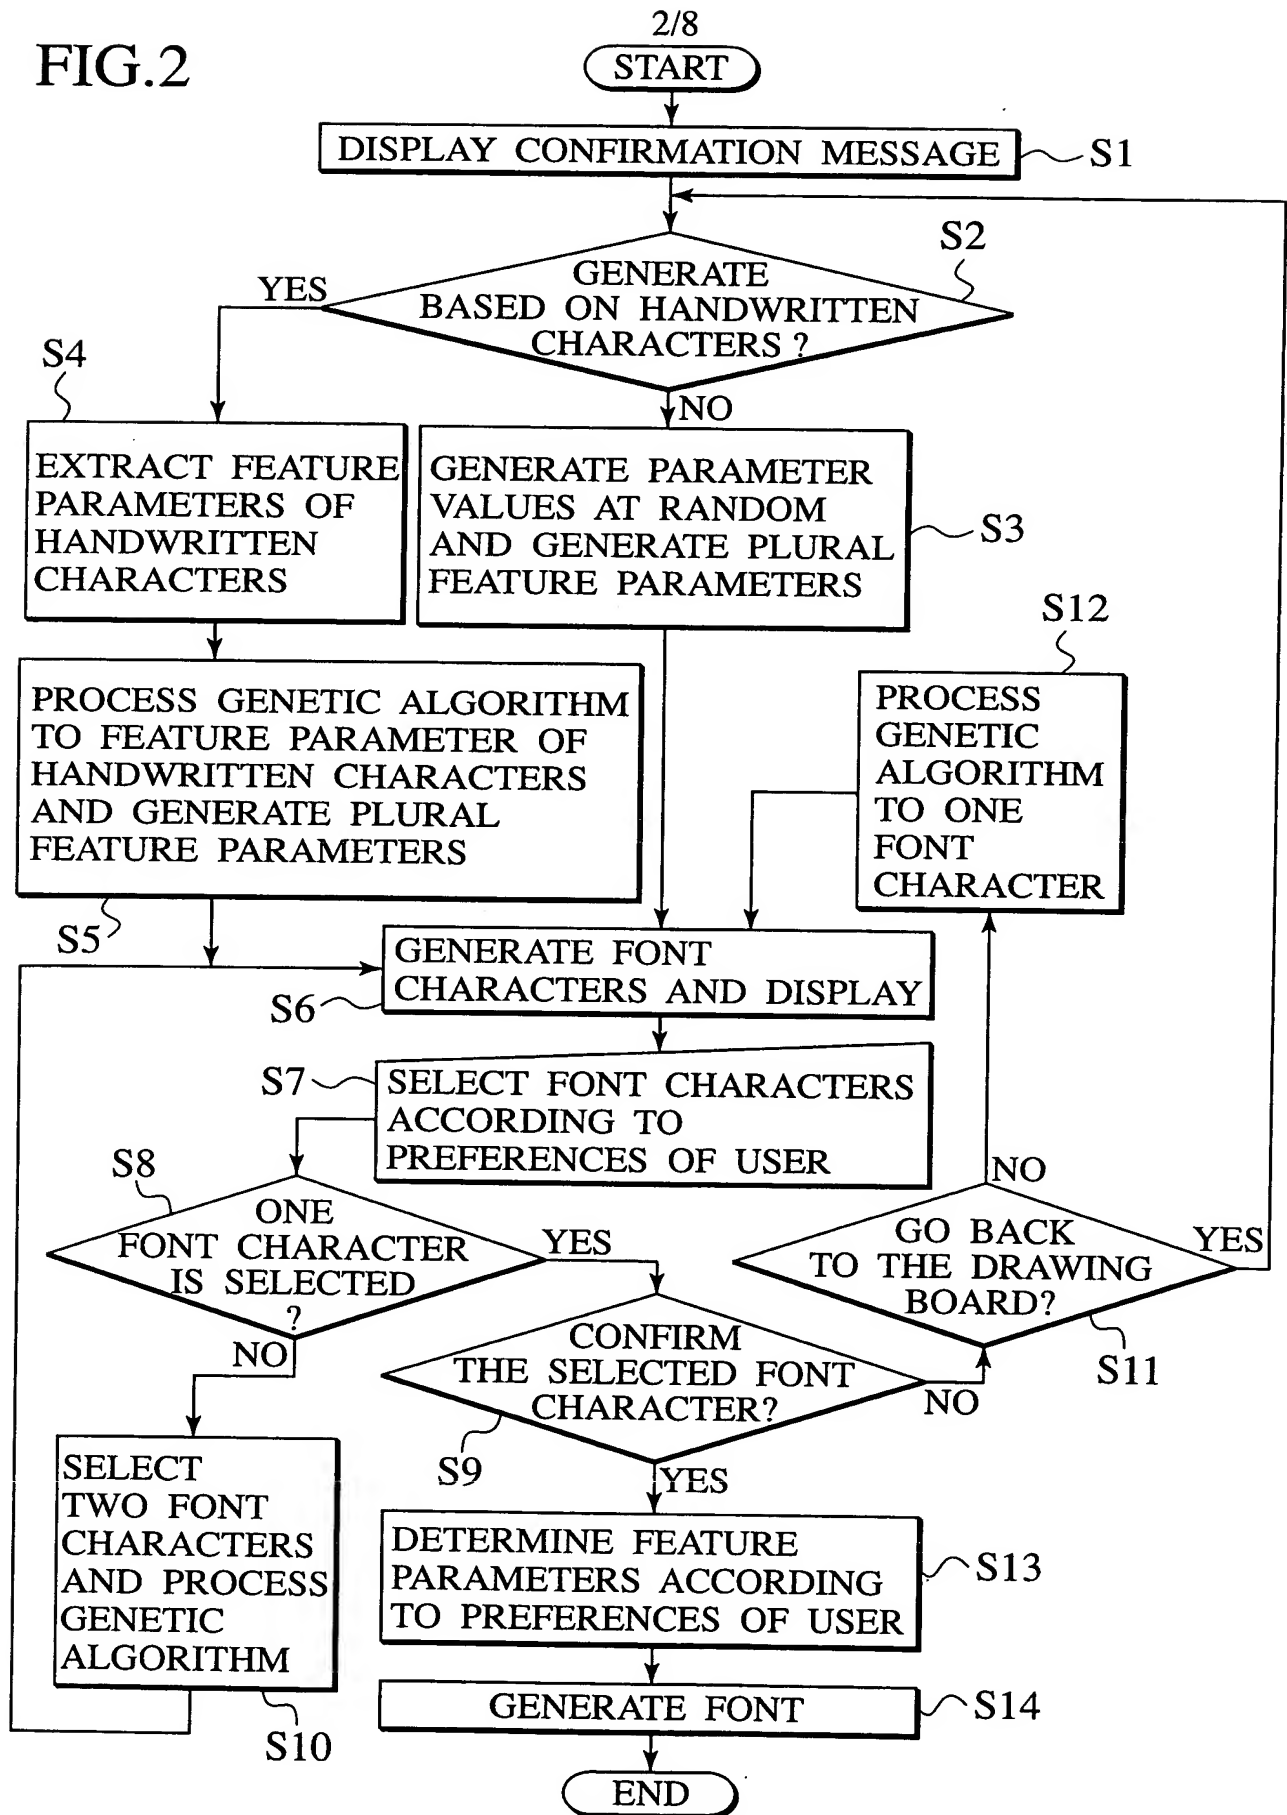 2/8
FIG.2
START
DISPLAY CONFIRMATION MESSAGE
S1
S2
GENERATE
BASED ON HANDWRITTEN
CHARACTERS ?
YES
NO
S4
EXTRACT FEATURE
PARAMETERS OF
HANDWRITTEN
CHARACTERS
GENERATE PARAMETER
VALUES AT RANDOM
AND GENERATE PLURAL
FEATURE PARAMETERS
S3
S12
PROCESS
GENETIC
ALGORITHM
TO ONE
FONT
CHARACTER
PROCESS GENETIC ALGORITHM
TO FEATURE PARAMETER OF
HANDWRITTEN CHARACTERS
AND GENERATE PLURAL
FEATURE PARAMETERS
S5
GENERATE FONT
CHARACTERS AND DISPLAY
S6
S7
SELECT FONT CHARACTERS
ACCORDING TO
PREFERENCES OF USER
S8
ONE
FONT CHARACTER
IS SELECTED
?
YES
NO
NO
GO BACK
TO THE DRAWING
BOARD?
YES
S11
CONFIRM
THE SELECTED FONT
CHARACTER?
NO
S9
YES
SELECT
TWO FONT
CHARACTERS
AND PROCESS
GENETIC
ALGORITHM
S10
DETERMINE FEATURE
PARAMETERS ACCORDING
TO PREFERENCES OF USER
S13
GENERATE FONT
S14
END